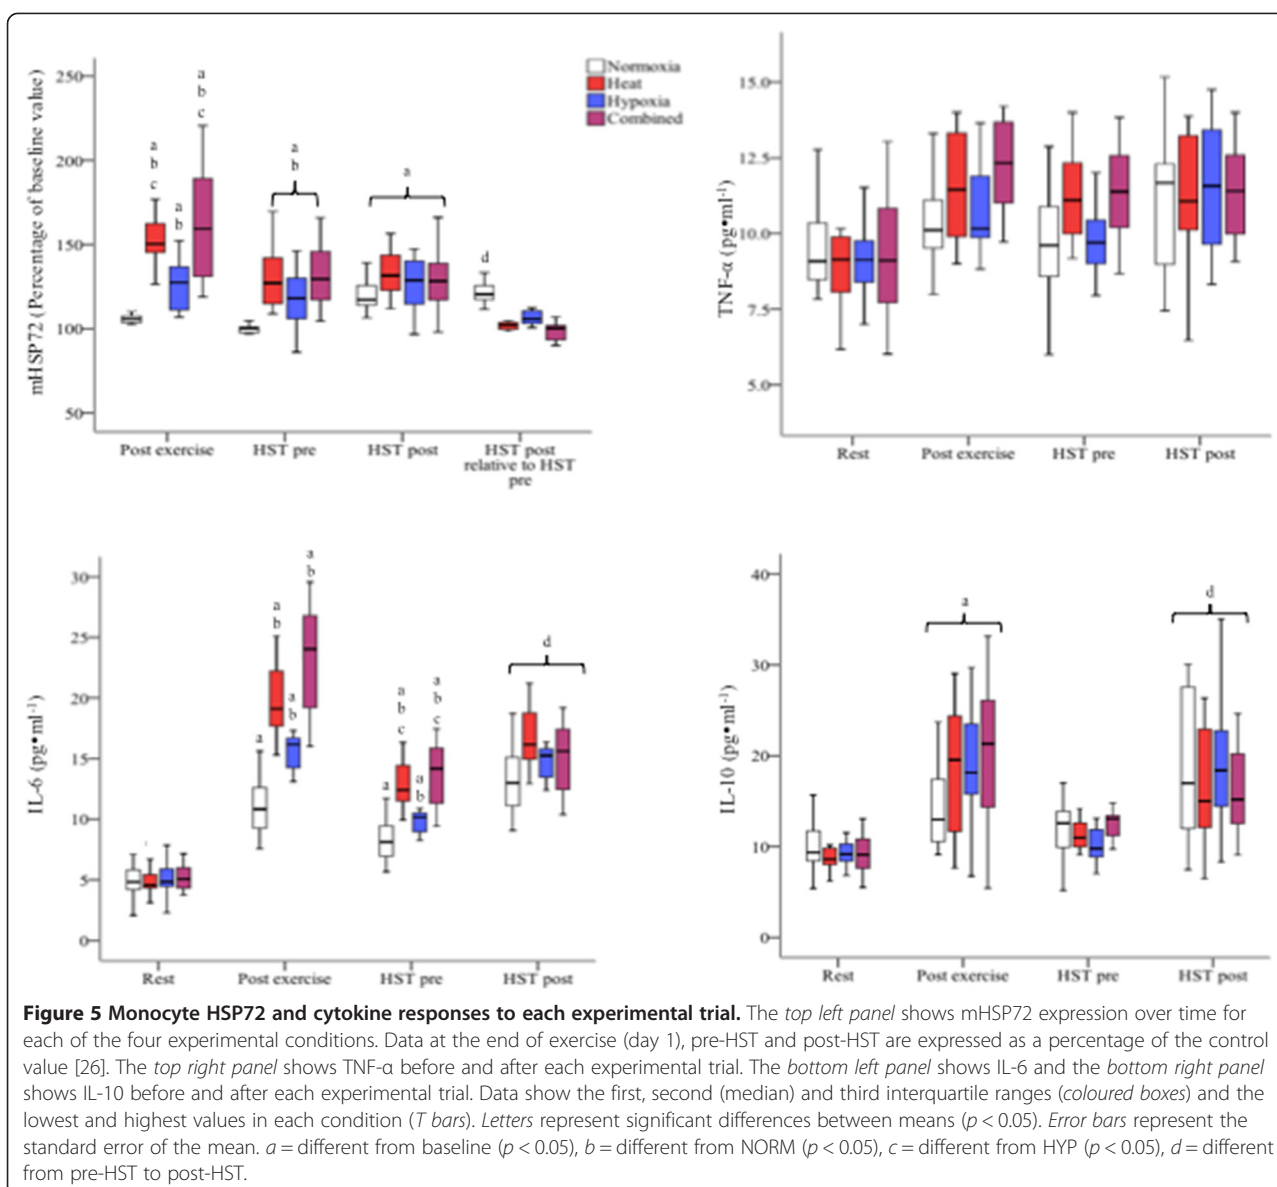 mHSP72 (Percentage of baseline value)
250
200
150
100
50
a
b
c
a
b
a
b
c
a
b
a
d
Post exercise
HST pre
HST post
HST post
relative to HST
pre
Normoxia
Heat
Hypoxia
Combined
TNF-α (pg•ml-1)
15.0
12.5
10.0
7.5
5.0
Rest
Post exercise
HST pre
HST post
IL-6 (pg•ml-1)
30
25
20
15
10
5
0
a
a
b
a
b
a
b
a
a
b
c
a
b
a
b
c
d
Rest
Post exercise
HST pre
HST post
IL-10 (pg•ml-1)
40
30
20
10
0
a
d
Rest
Post exercise
HST pre
HST post
Figure 5 Monocyte HSP72 and cytokine responses to each experimental trial. The top left panel shows mHSP72 expression over time for
each of the four experimental conditions. Data at the end of exercise (day 1), pre-HST and post-HST are expressed as a percentage of the control
value [26]. The top right panel shows TNF-α before and after each experimental trial. The bottom left panel shows IL-6 and the bottom right panel
shows IL-10 before and after each experimental trial. Data show the first, second (median) and third interquartile ranges (coloured boxes) and the
lowest and highest values in each condition (T bars). Letters represent significant differences between means (p < 0.05). Error bars represent the
standard error of the mean. a = different from baseline (p < 0.05), b = different from NORM (p < 0.05), c = different from HYP (p < 0.05), d = different
from pre-HST to post-HST.